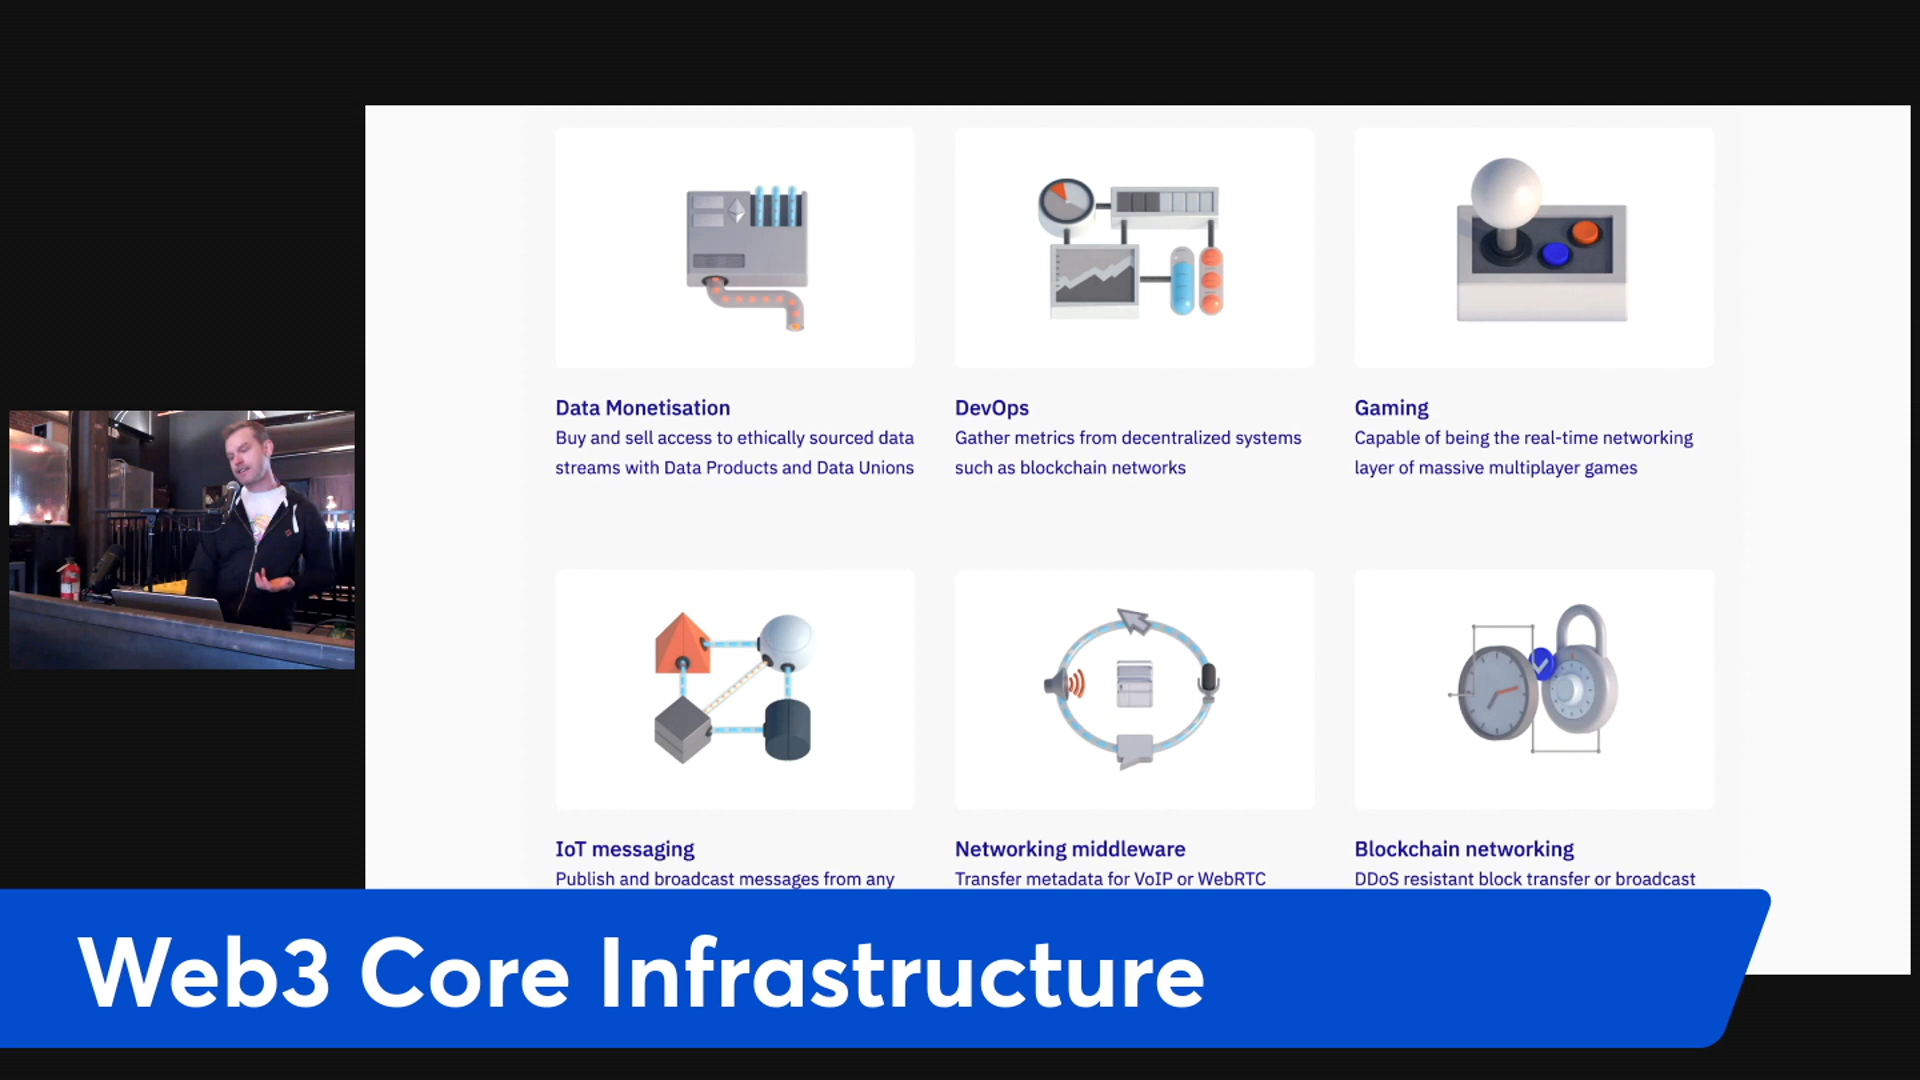 Data Monetisation
Buy and sell access to ethically sourced data
streams with Data Products and Data Unions
DevOps
Gather metrics from decentralized systems
such as blockchain networks
Gaming
Capable of being the real-time networking
layer of massive multiplayer games
IoT messaging
Publish and broadcast messages from any
Networking middleware
Transfer metadata for VoIP or WebRTC
Blockchain networking
DDoS resistant block transfer or broadcast
Web3 Core Infrastructure